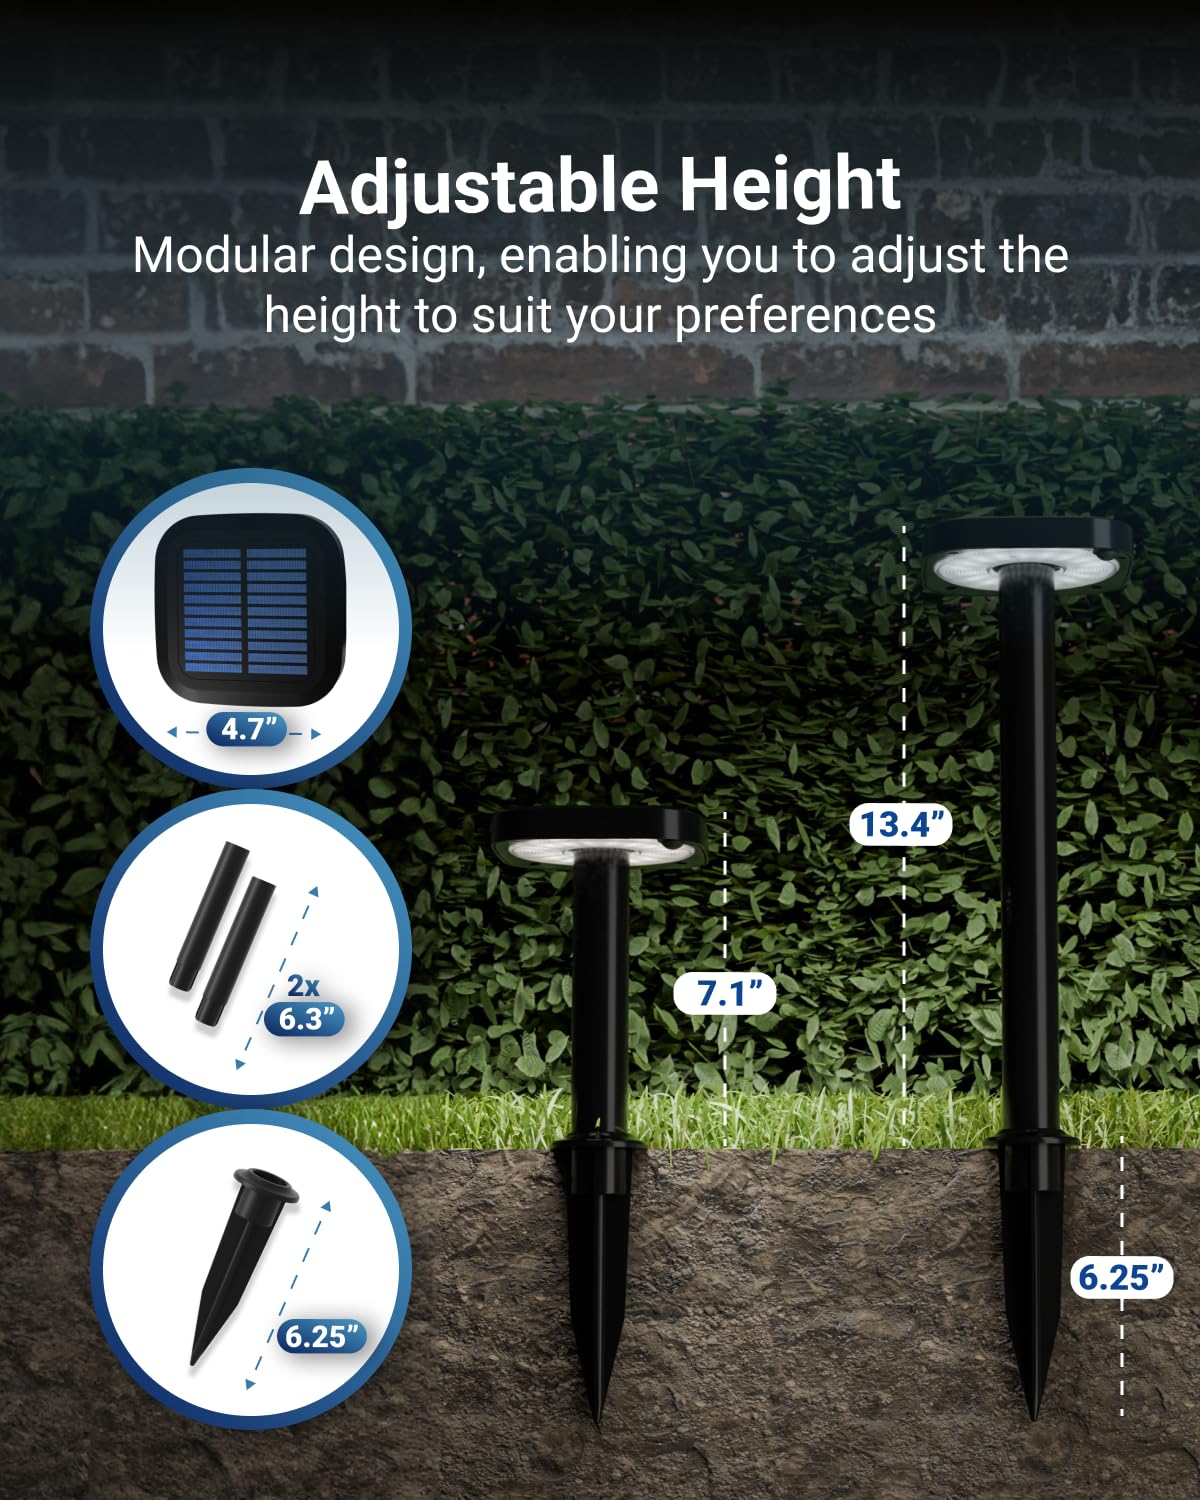 Adjustable Height
Modular design, enabling you to adjust the
height to suit your preferences
4.7”
2x
6.3”
6.25”
7.1”
13.4”
6.25”